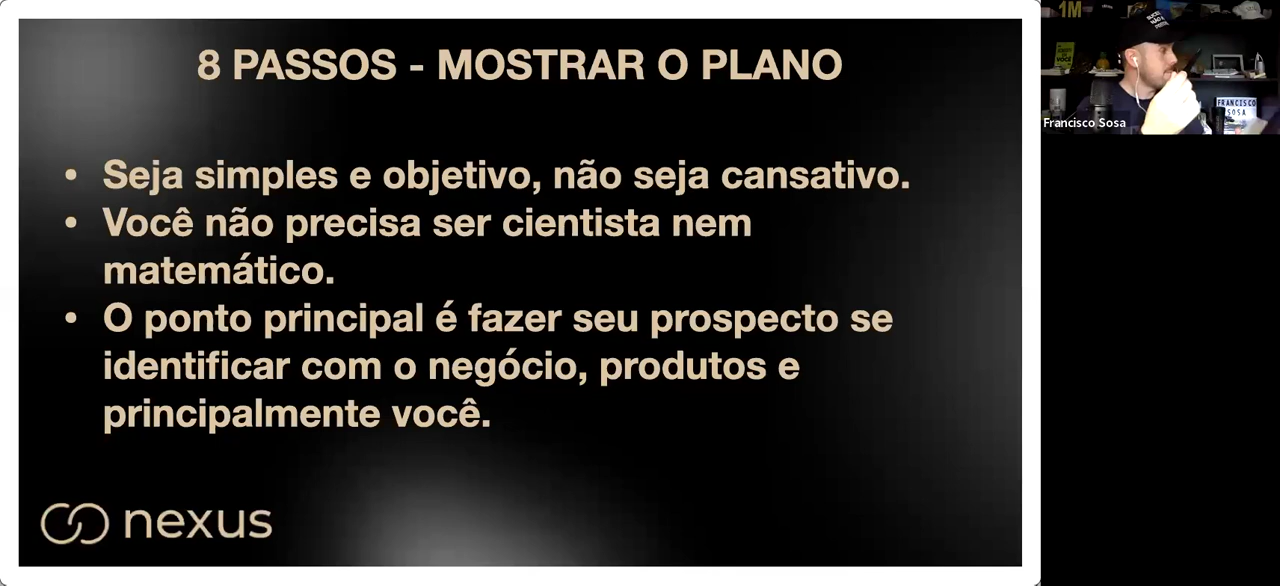 8 PASSOS - MOSTRAR O PLANO
• Seja simples e objetivo, não seja cansativo.
• Você não precisa ser cientista nem
matemático.
• O ponto principal é fazer seu prospecto se
identificar com o negócio, produtos e
principalmente você.
nexus
1M
Francisco Sosa
FRANCISCO
SOSA